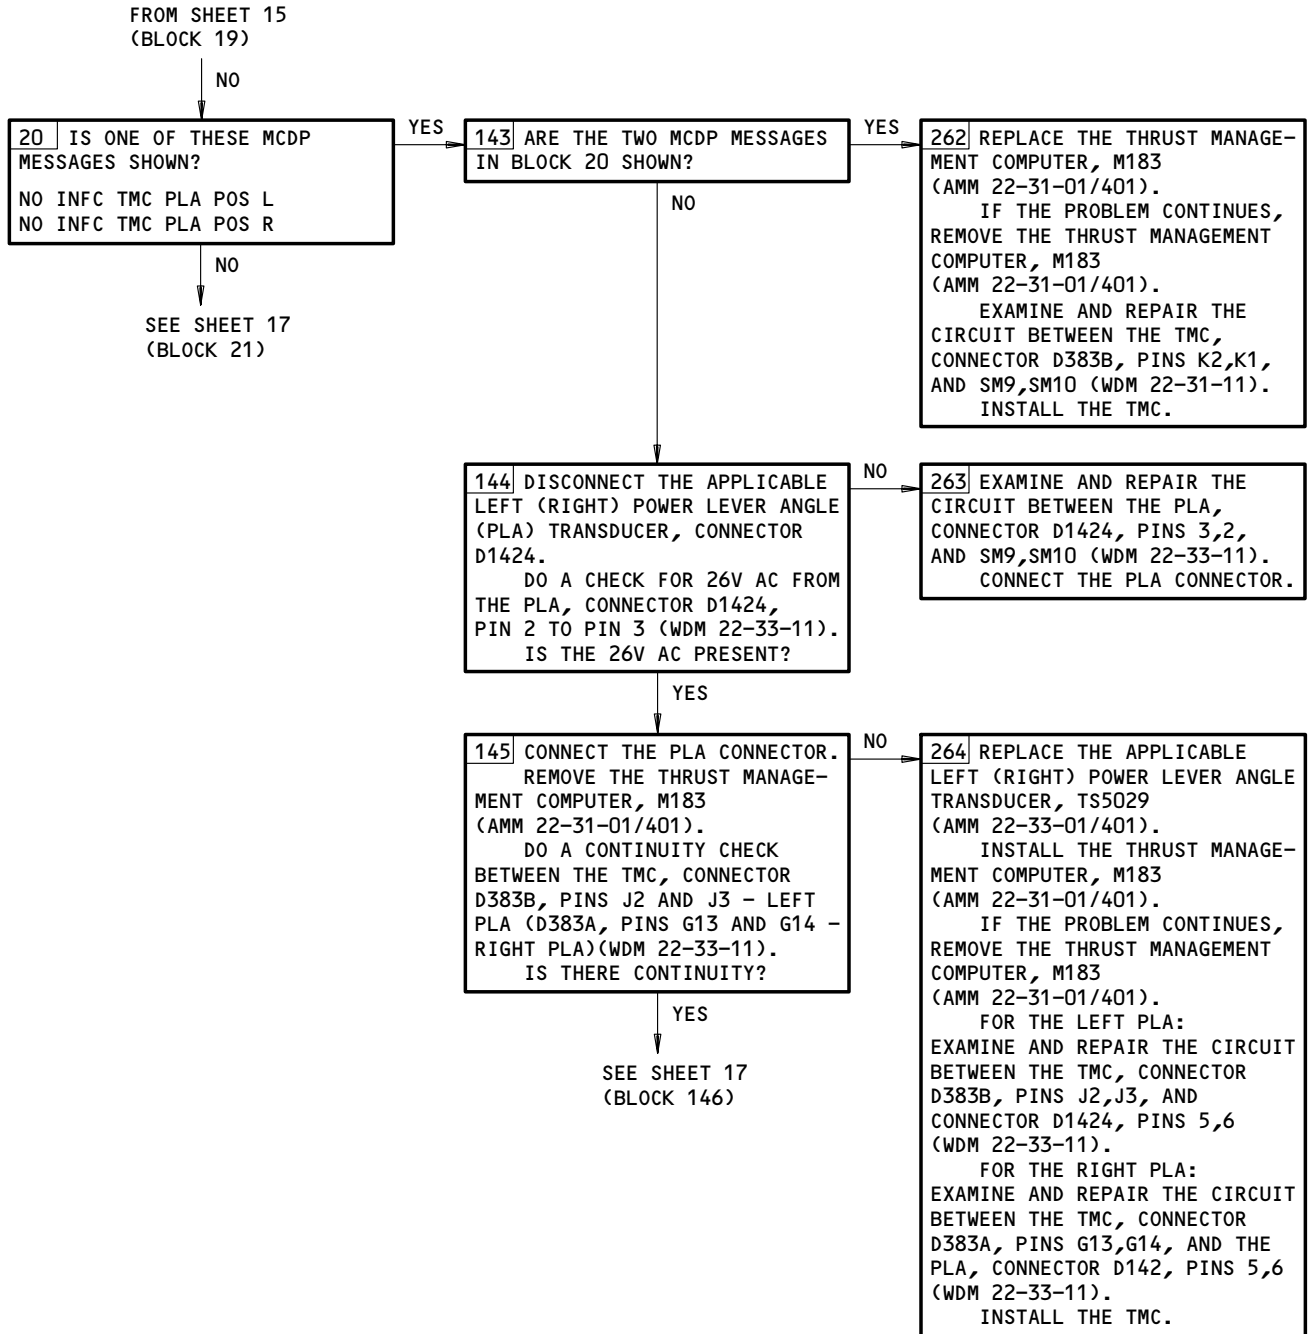 FROM SHEET 15
(BLOCK 19)
NO
20 IS ONE OF THESE MCDP
MESSAGES SHOWN?
NO INFC TMC PLA POS L
NO INFC TMC PLA POS R
YES
NO
SEE SHEET 17
(BLOCK 21)
143 ARE THE TWO MCDP MESSAGES
IN BLOCK 20 SHOWN?
YES
NO
262 REPLACE THE THRUST MANAGE-
MENT COMPUTER, M183
(AMM 22-31-01/401).
IF THE PROBLEM CONTINUES,
REMOVE THE THRUST MANAGEMENT
COMPUTER, M183
(AMM 22-31-01/401).
EXAMINE AND REPAIR THE
CIRCUIT BETWEEN THE TMC,
CONNECTOR D383B, PINS K2,K1,
AND SM9,SM10 (WDM 22-31-11).
INSTALL THE TMC.
144 DISCONNECT THE APPLICABLE
LEFT (RIGHT) POWER LEVER ANGLE
(PLA) TRANSDUCER, CONNECTOR
D1424.
DO A CHECK FOR 26V AC FROM
THE PLA, CONNECTOR D1424,
PIN 2 TO PIN 3 (WDM 22-33-11).
IS THE 26V AC PRESENT?
NO
YES
263 EXAMINE AND REPAIR THE
CIRCUIT BETWEEN THE PLA,
CONNECTOR D1424, PINS 3,2,
AND SM9,SM10 (WDM 22-33-11).
CONNECT THE PLA CONNECTOR.
145 CONNECT THE PLA CONNECTOR.
REMOVE THE THRUST MANAGE-
MENT COMPUTER, M183
(AMM 22-31-01/401).
DO A CONTINUITY CHECK
BETWEEN THE TMC, CONNECTOR
D383B, PINS J2 AND J3 - LEFT
PLA (D383A, PINS G13 AND G14 -
RIGHT PLA)(WDM 22-33-11).
IS THERE CONTINUITY?
NO
YES
SEE SHEET 17
(BLOCK 146)
264 REPLACE THE APPLICABLE
LEFT (RIGHT) POWER LEVER ANGLE
TRANSDUCER, TS5029
(AMM 22-33-01/401).
INSTALL THE THRUST MANAGE-
MENT COMPUTER, M183
(AMM 22-31-01/401).
IF THE PROBLEM CONTINUES,
REMOVE THE THRUST MANAGEMENT
COMPUTER, M183
(AMM 22-31-01/401).
FOR THE LEFT PLA:
EXAMINE AND REPAIR THE CIRCUIT
BETWEEN THE TMC, CONNECTOR
D383B, PINS J2,J3, AND
CONNECTOR D1424, PINS 5,6
(WDM 22-33-11).
FOR THE RIGHT PLA:
EXAMINE AND REPAIR THE CIRCUIT
BETWEEN THE TMC, CONNECTOR
D383A, PINS G13,G14, AND THE
PLA, CONNECTOR D142, PINS 5,6
(WDM 22-33-11).
INSTALL THE TMC.